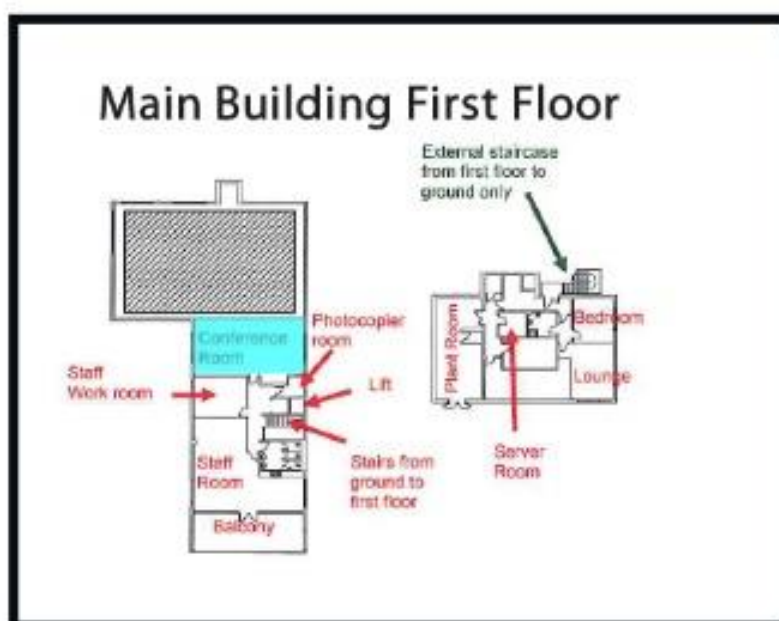 Main Building First Floor
External staircase
from first floor to
ground only
Conference
Room
Photocopier
room
Staff
Work room
Lift
Staff
Room
Stairs from
ground to
first floor
Balcony
Plant Room
Bedroom
Lounge
Server
Room